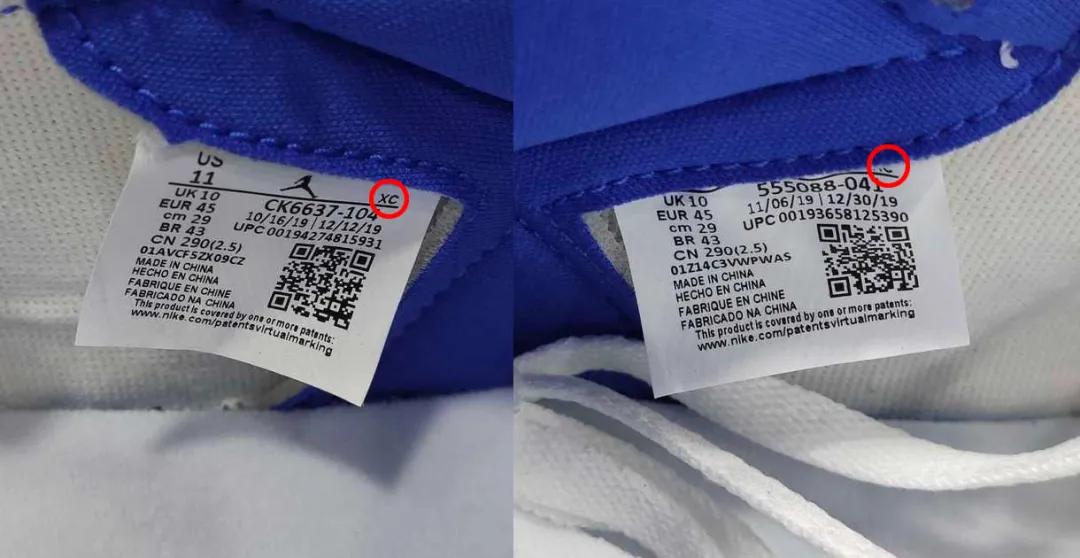 US
11
XC
UK 10
CK6637-104
EUR 45
10/16/19 | 12/12/19
cm 29
UPC 00194274815931
BR 43
CN 290(2.5)
01AVCF5ZX09CZ
MADE IN CHINA
HECHO EN CHINA
FABRIQUE EN CHINE
FABRICADO NA CHINA
This product is covered by one or more patents:
www.nike.com/patentsvirtualmarking
UK 10
555088-041
EUR 45
11/06/19 | 12/30/19
cm 29
UPC 00193658125390
BR 43
CN 290(2.5)
01Z14C3VWPWAS
MADE IN CHINA
HECHO EN CHINA
FABRIQUE EN CHINE
FABRICADO NA CHINA
This product is covered by one or more patents:
www.nike.com/patentsvirtualmarking